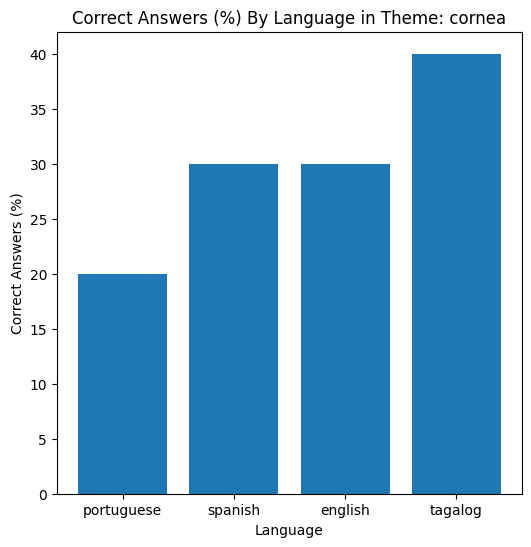 Correct Answers (%) By Language in Theme: cornea
Correct Answers (%)
40
35
30
25
20
15
10
5
0
portuguese spanish english tagalog
Language